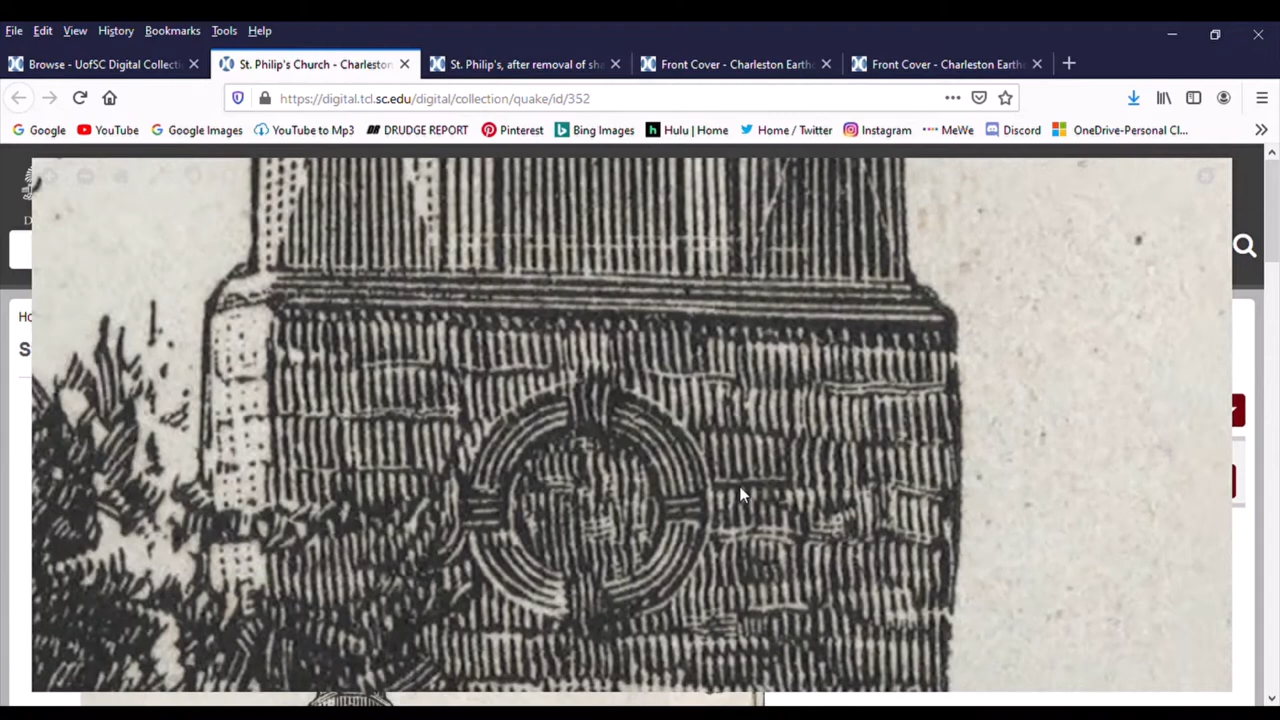 File Edit View History Bookmarks Tools Help
Browse - UofSC Digital Collecti
St. Philip's Church - Charleston
St. Philip's, after removal of sha
Front Cover - Charleston Earth
Front Cover - Charleston Earth
https://digital.tcl.sc.edu/digital/collection/quake/id/352
Google YouTube Google Images YouTube to Mp3 DRUDGE REPORT Pinterest Bing Images Hulu | Home Home / Twitter Instagram MeWe Discord OneDrive-Personal Cl...
D
Ho
S